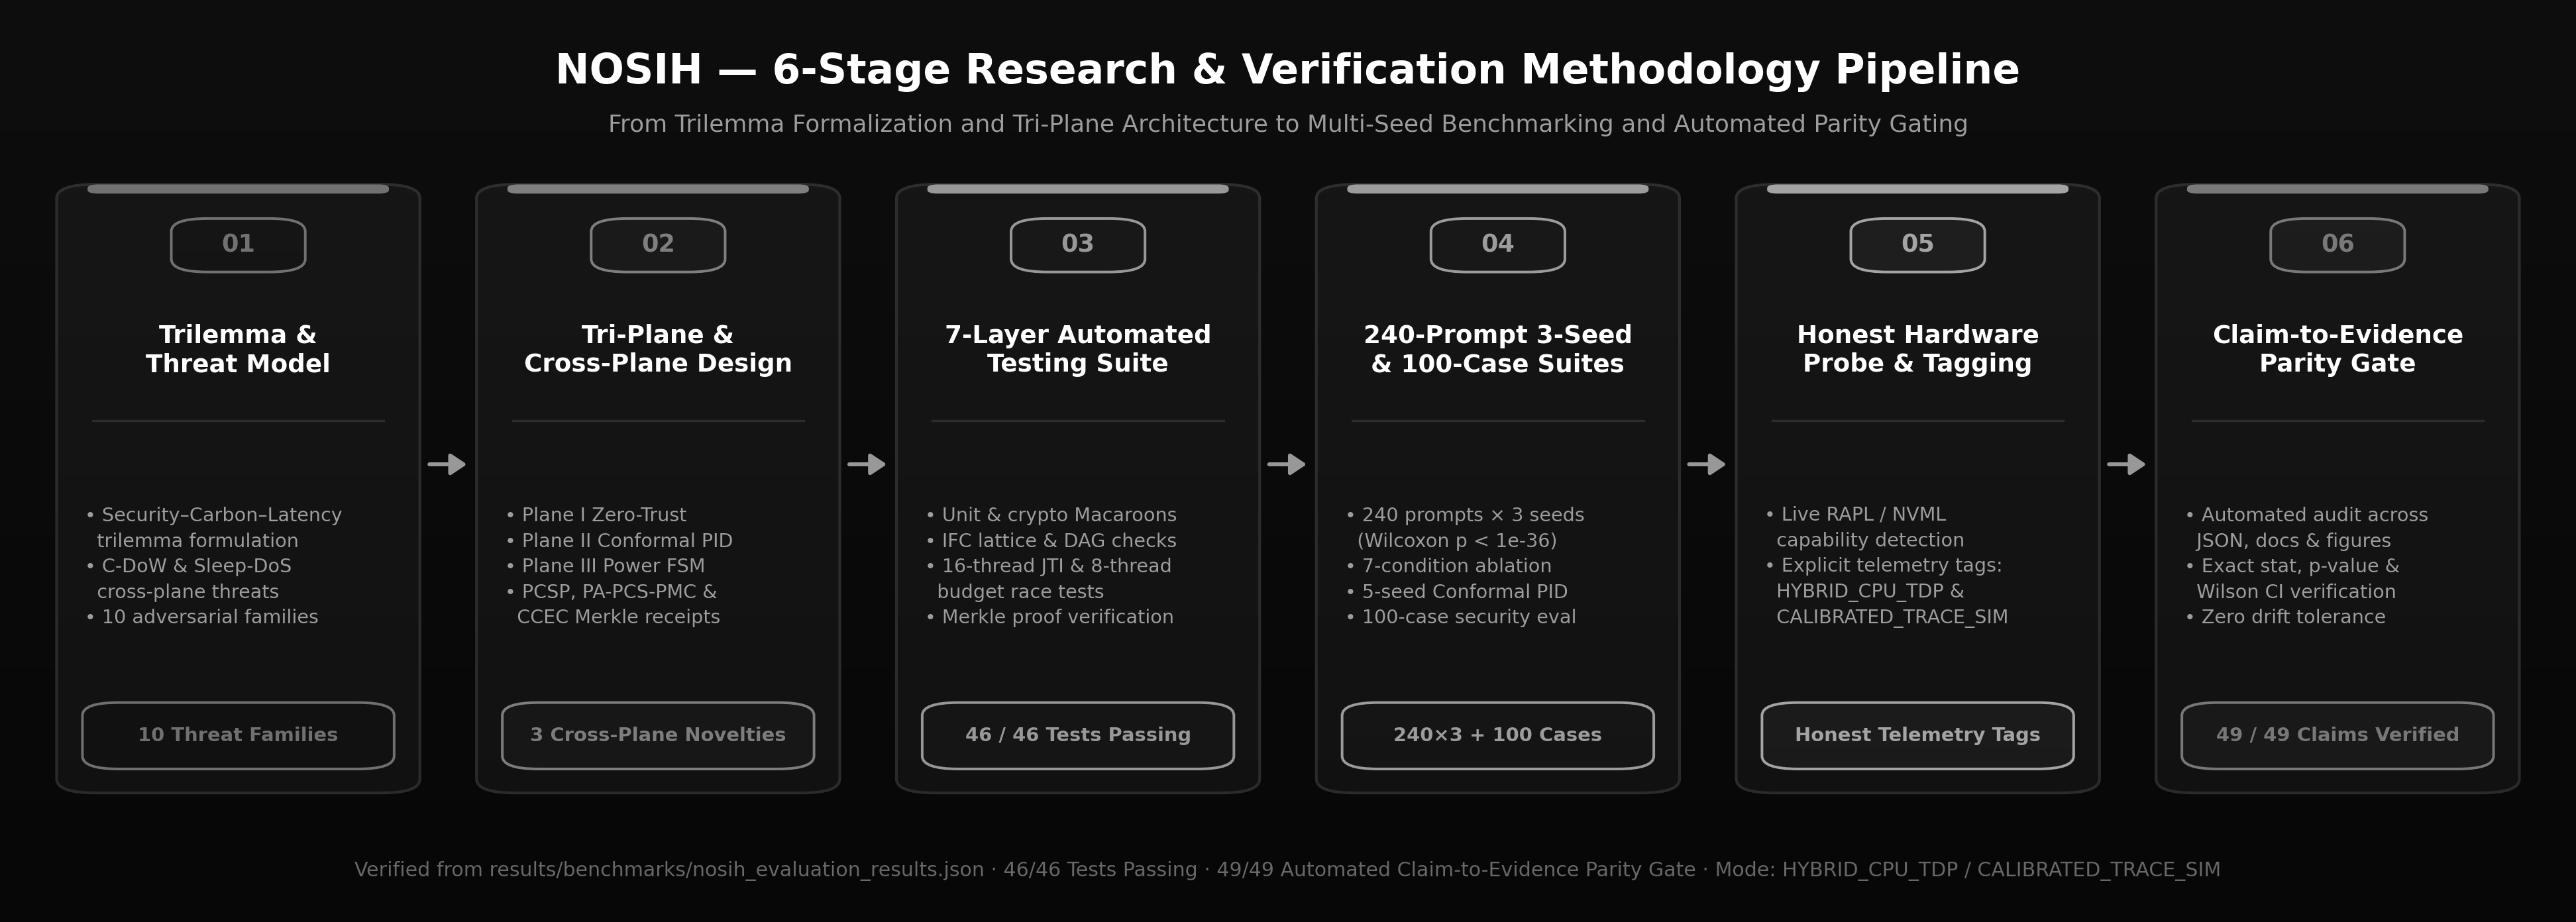 NOSIH — 6-Stage Research & Verification Methodology Pipeline
From Trilemma Formalization and Tri-Plane Architecture to Multi-Seed Benchmarking and Automated Parity Gating
01
Trilemma &
Threat Model
• Security–Carbon–Latency
trilemma formulation
• C-DoW & Sleep-DoS
cross-plane threats
• 10 adversarial families
10 Threat Families
02
Tri-Plane &
Cross-Plane Design
• Plane I Zero-Trust
• Plane II Conformal PID
• Plane III Power FSM
• PCSP, PA-PCS-PMC &
CCEC Merkle receipts
3 Cross-Plane Novelties
03
7-Layer Automated
Testing Suite
• Unit & crypto Macaroons
• IFC lattice & DAG checks
• 16-thread JTI & 8-thread
budget race tests
• Merkle proof verification
46 / 46 Tests Passing
04
240-Prompt 3-Seed
& 100-Case Suites
• 240 prompts × 3 seeds
(Wilcoxon p < 1e-36)
• 7-condition ablation
• 5-seed Conformal PID
• 100-case security eval
240×3 + 100 Cases
05
Honest Hardware
Probe & Tagging
• Live RAPL / NVML
capability detection
• Explicit telemetry tags:
HYBRID_CPU_TDP &
CALIBRATED_TRACE_SIM
Honest Telemetry Tags
06
Claim-to-Evidence
Parity Gate
• Automated audit across
JSON, docs & figures
• Exact stat, p-value &
Wilson CI verification
• Zero drift tolerance
49 / 49 Claims Verified
Verified from results/benchmarks/nosih_evaluation_results.json · 46/46 Tests Passing · 49/49 Automated Claim-to-Evidence Parity Gate · Mode: HYBRID_CPU_TDP / CALIBRATED_TRACE_SIM